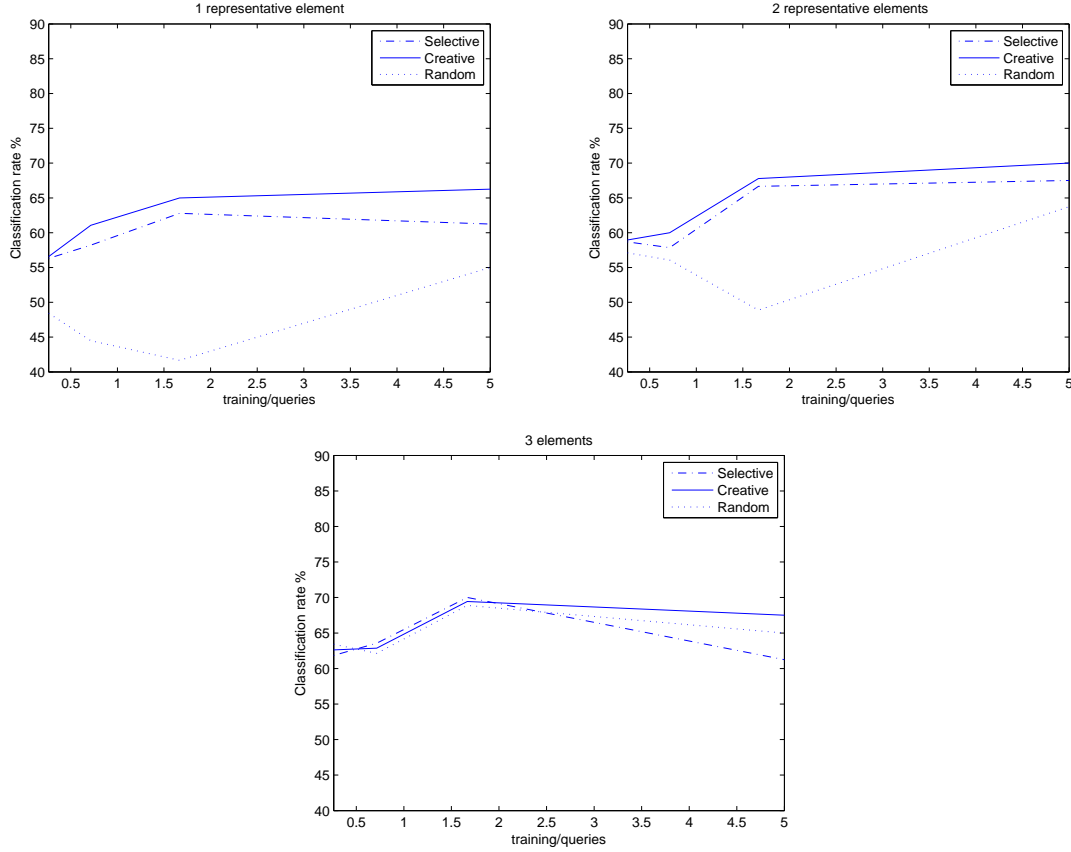 1 representative element
90
85
80
75
70
65
60
55
50
45
40
Classification rate %
Selective
Creative
Random
0.5 1 1.5 2 2.5 3 3.5 4 4.5 5
training/queries
2 representative elements
90
85
80
75
70
65
60
55
50
45
40
Classification rate %
Selective
Creative
Random
0.5 1 1.5 2 2.5 3 3.5 4 4.5 5
training/queries
3 elements
90
85
80
75
70
65
60
55
50
45
40
Classification rate %
Selective
Creative
Random
0.5 1 1.5 2 2.5 3 3.5 4 4.5 5
training/queries